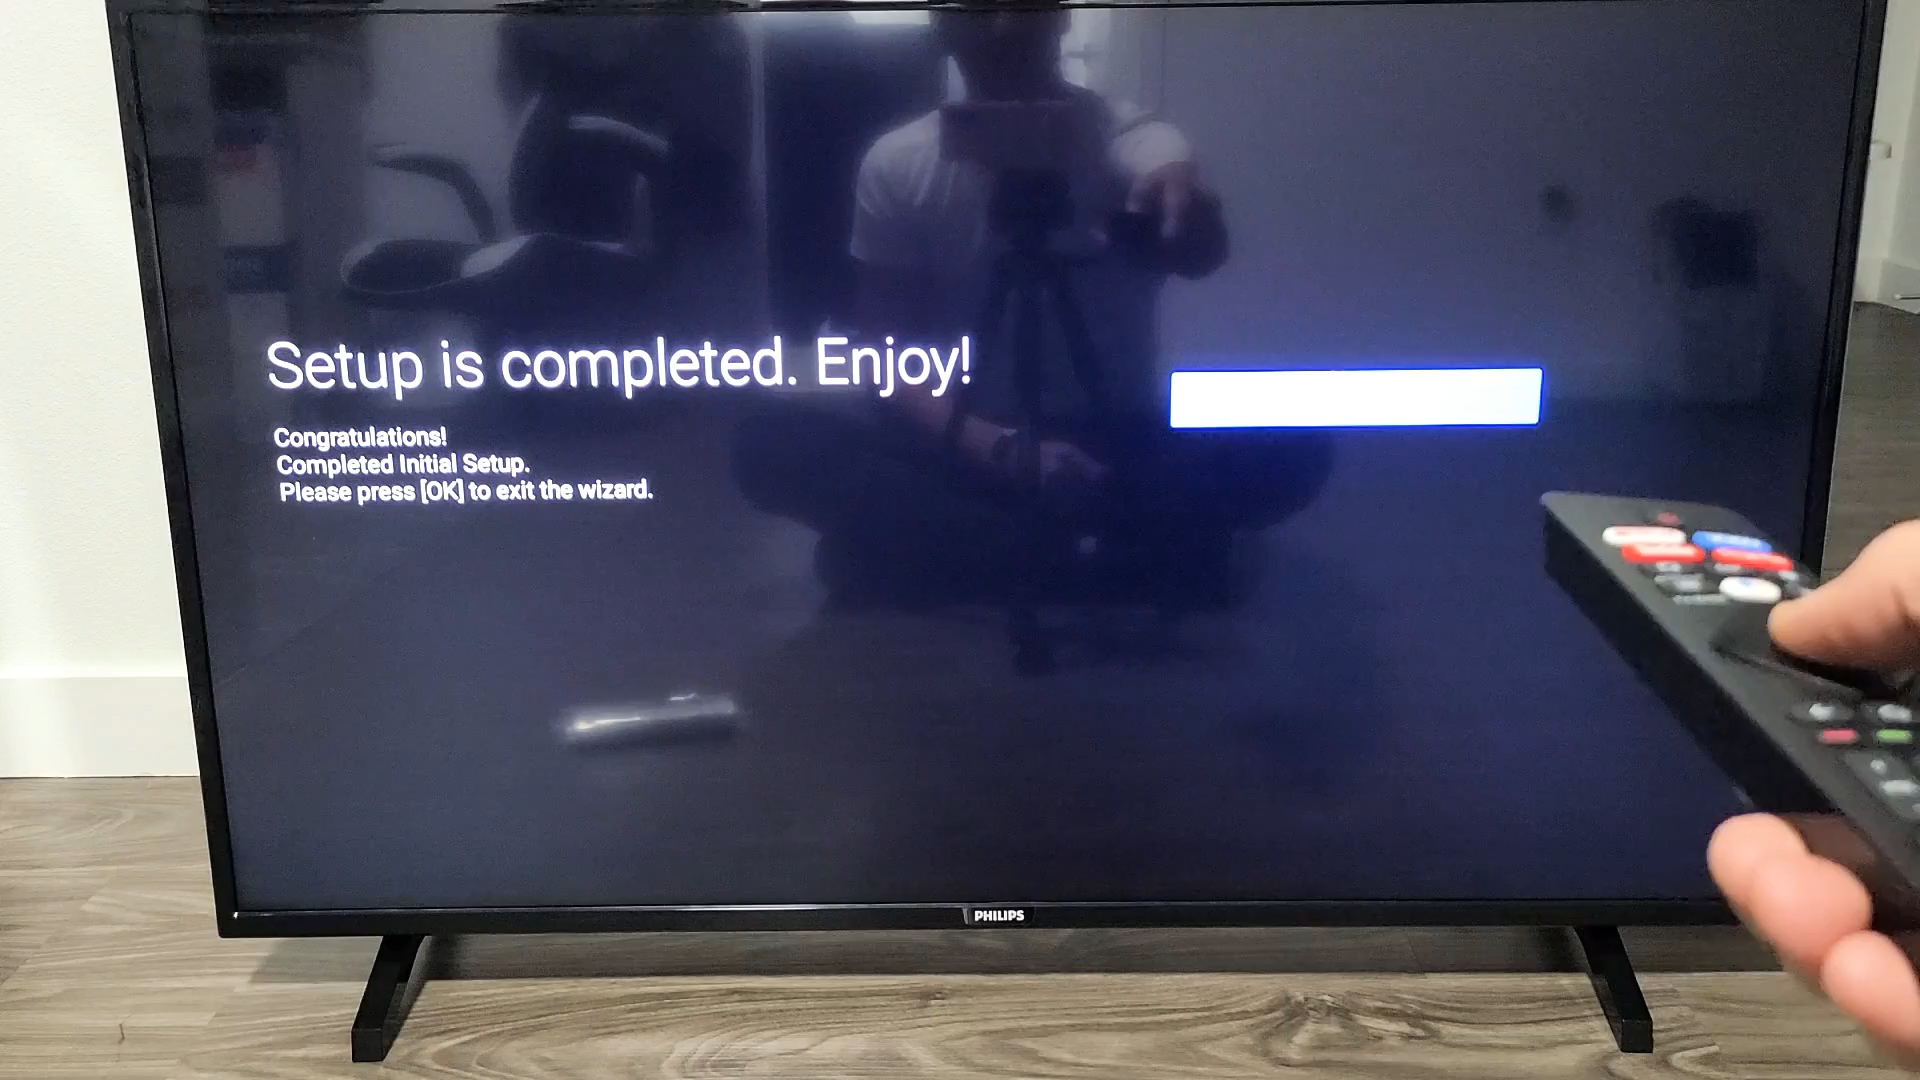 Setup is completed. Enjoy!
Congratulations!
Completed Initial Setup.
Please press [OK] to exit the wizard.
PHILIPS